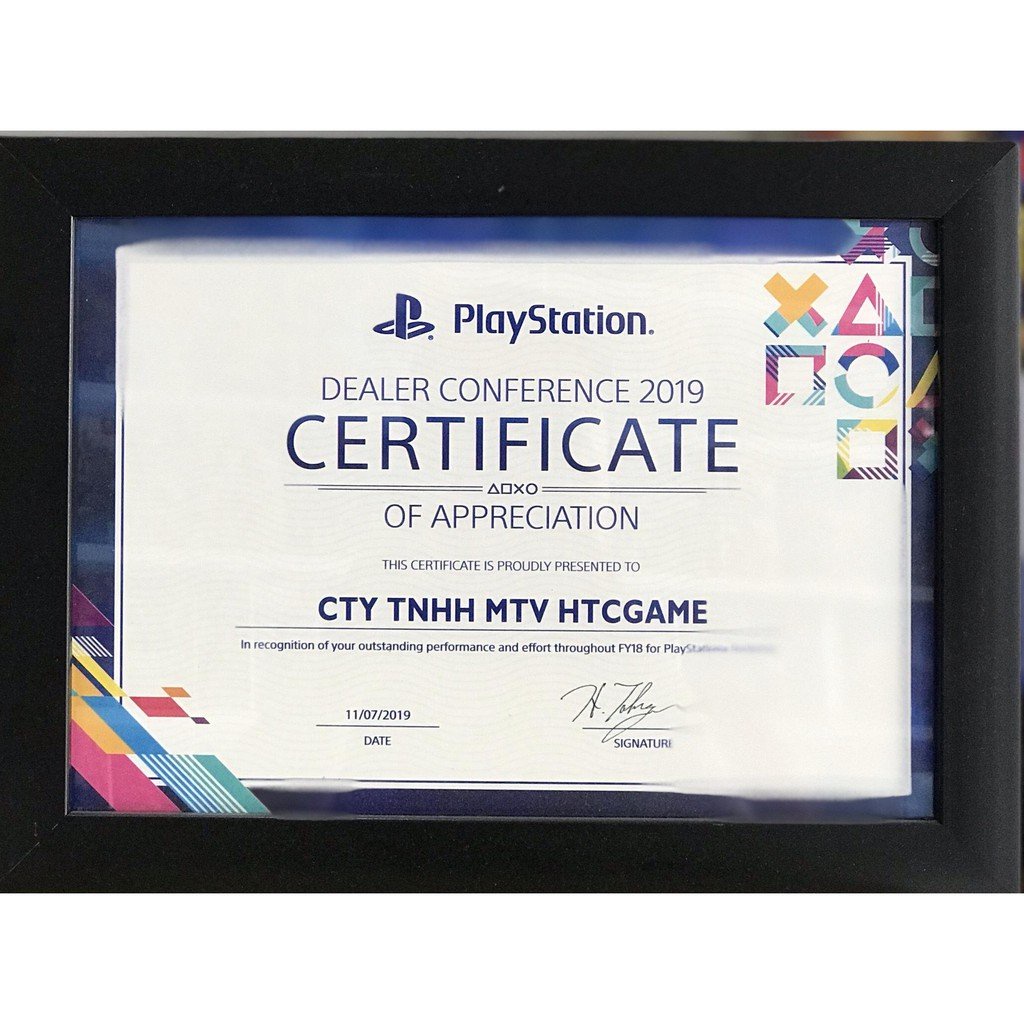 PlayStation®
DEALER CONFERENCE 2019
CERTIFICATE
OF APPRECIATION
THIS CERTIFICATE IS PROUDLY PRESENTED TO
CTY TNHH MTV HTCGAME
In recognition of your outstanding performance and effort throughout FY18 for PlayStation
11/07/2019
DATE
SIGNATURE